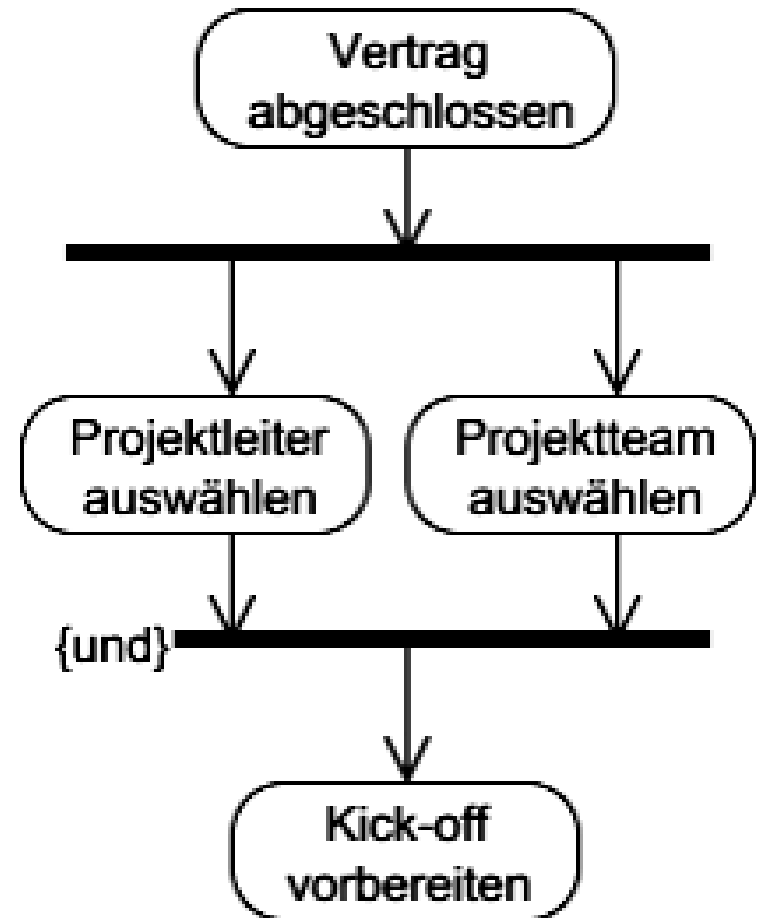 Vertrag
abgeschlossen
Projektleiter
auswählen
Projektteam
auswählen
{und}
Kick-off
vorbereiten